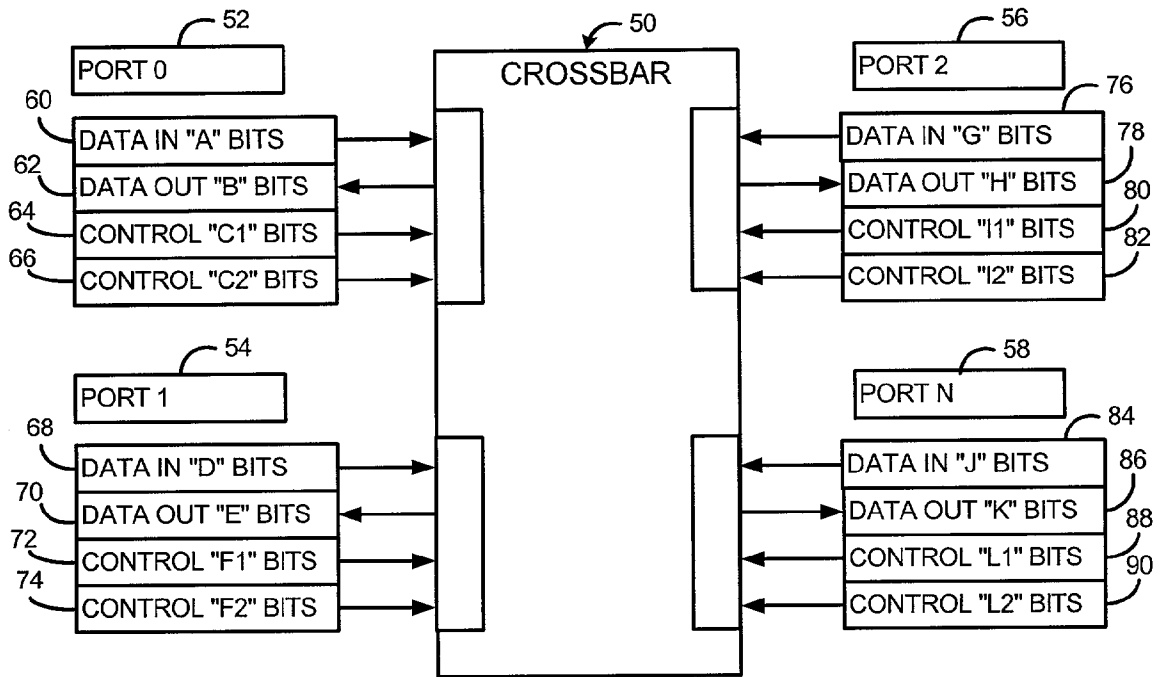 50
CROSSBAR
52
PORT 0
60
DATA IN "A" BITS
62
DATA OUT "B" BITS
64
CONTROL "C1" BITS
66
CONTROL "C2" BITS
54
PORT 1
68
DATA IN "D" BITS
70
DATA OUT "E" BITS
72
CONTROL "F1" BITS
74
CONTROL "F2" BITS
56
PORT 2
76
DATA IN "G" BITS
78
DATA OUT "H" BITS
80
CONTROL "I1" BITS
82
CONTROL "I2" BITS
58
PORT N
84
DATA IN "J" BITS
86
DATA OUT "K" BITS
88
CONTROL "L1" BITS
90
CONTROL "L2" BITS